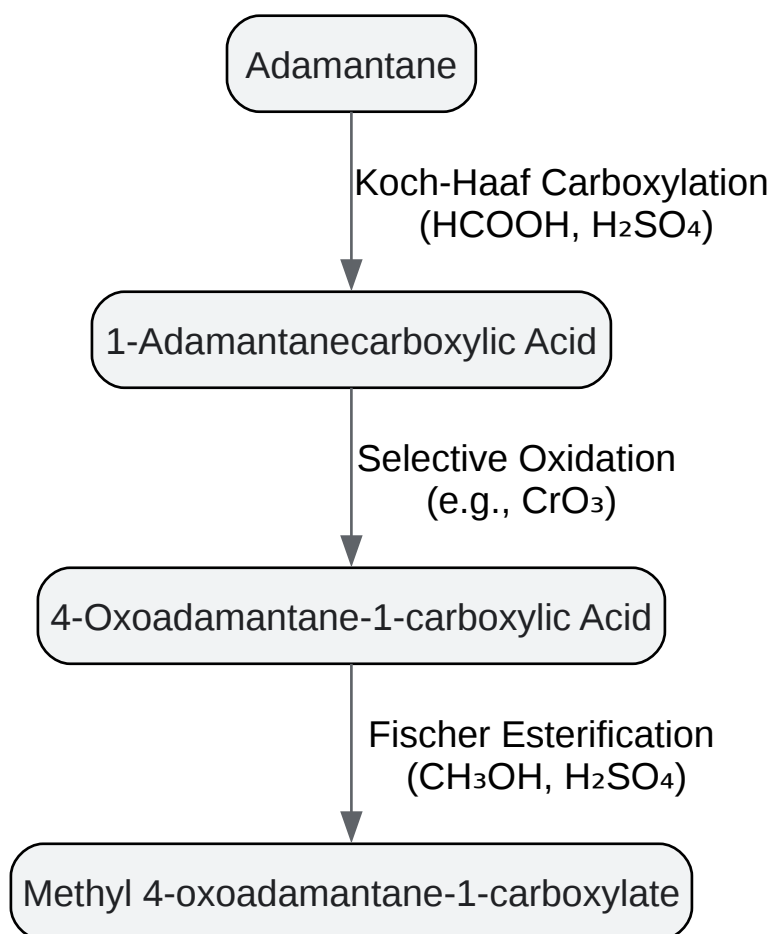 Adamantane
Koch-Haaf Carboxylation
(HCOOH, H₂SO₄)
1-Adamantanecarboxylic Acid
Selective Oxidation
(e.g., CrO₃)
4-Oxoadamantane-1-carboxylic Acid
Fischer Esterification
(CH₃OH, H₂SO₄)
Methyl 4-oxoadamantane-1-carboxylate